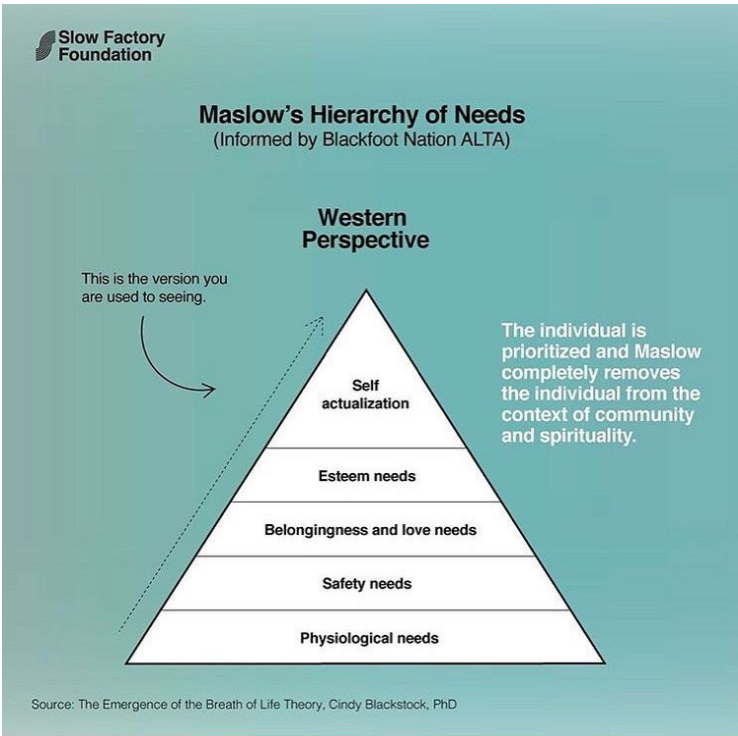 Slow Factory
Foundation
Maslow's Hierarchy of Needs
(Informed by Blackfoot Nation ALTA)
Western
Perspective
This is the version you
are used to seeing.
The individual is
prioritized and Maslow
completely removes
the individual from the
context of community
and spirituality.
Self
actualization
Esteem needs
Belongingness and love needs
Safety needs
Physiological needs
Source: The Emergence of the Breath of Life Theory, Cindy Blackstock, PhD